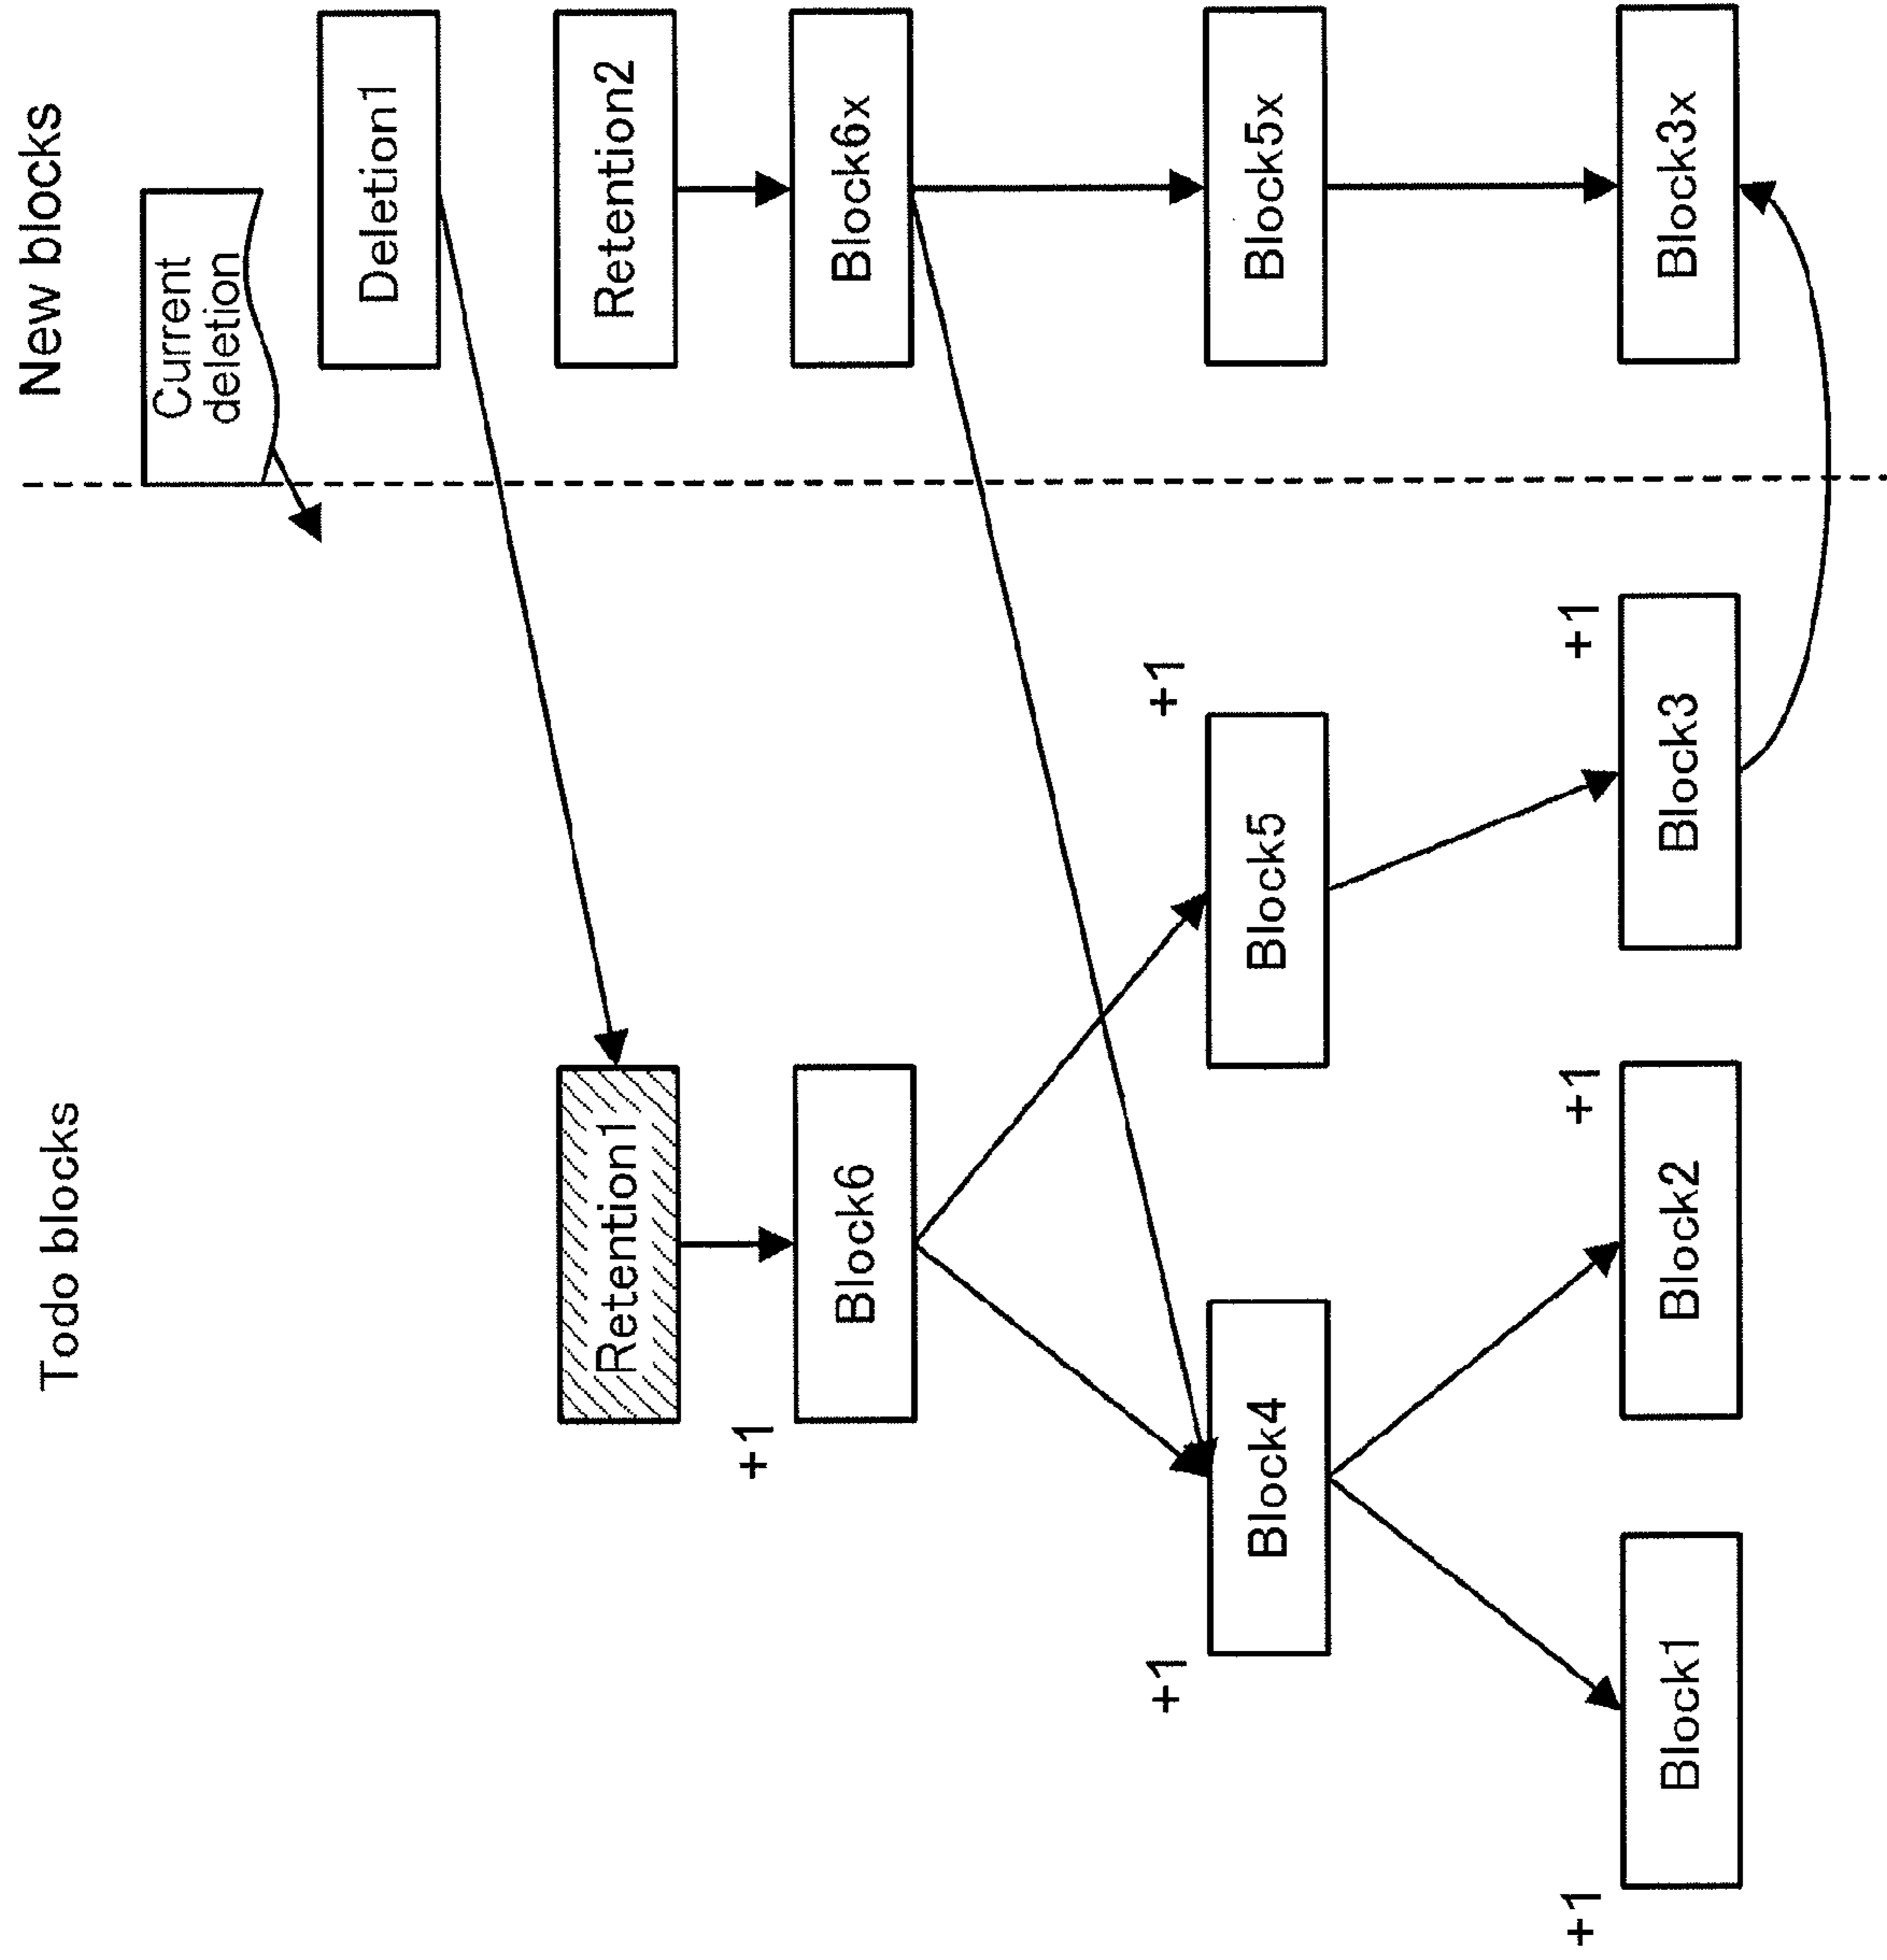 Todo blocks
New blocks
Current
deletion
Deletion1
Retention1
Retention2
+1
Block6
Block6x
+1
+1
Block4
Block5
Block5x
+1
+1
+1
Block1
Block2
Block3
Block3x